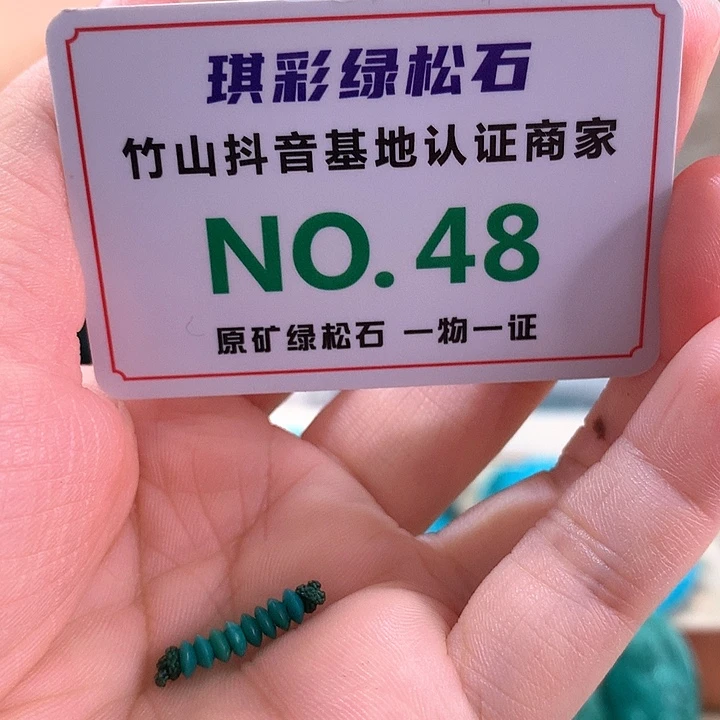 琪彩绿松石
竹山抖音基地认证商家
NO.48
原矿绿松石 一物一证